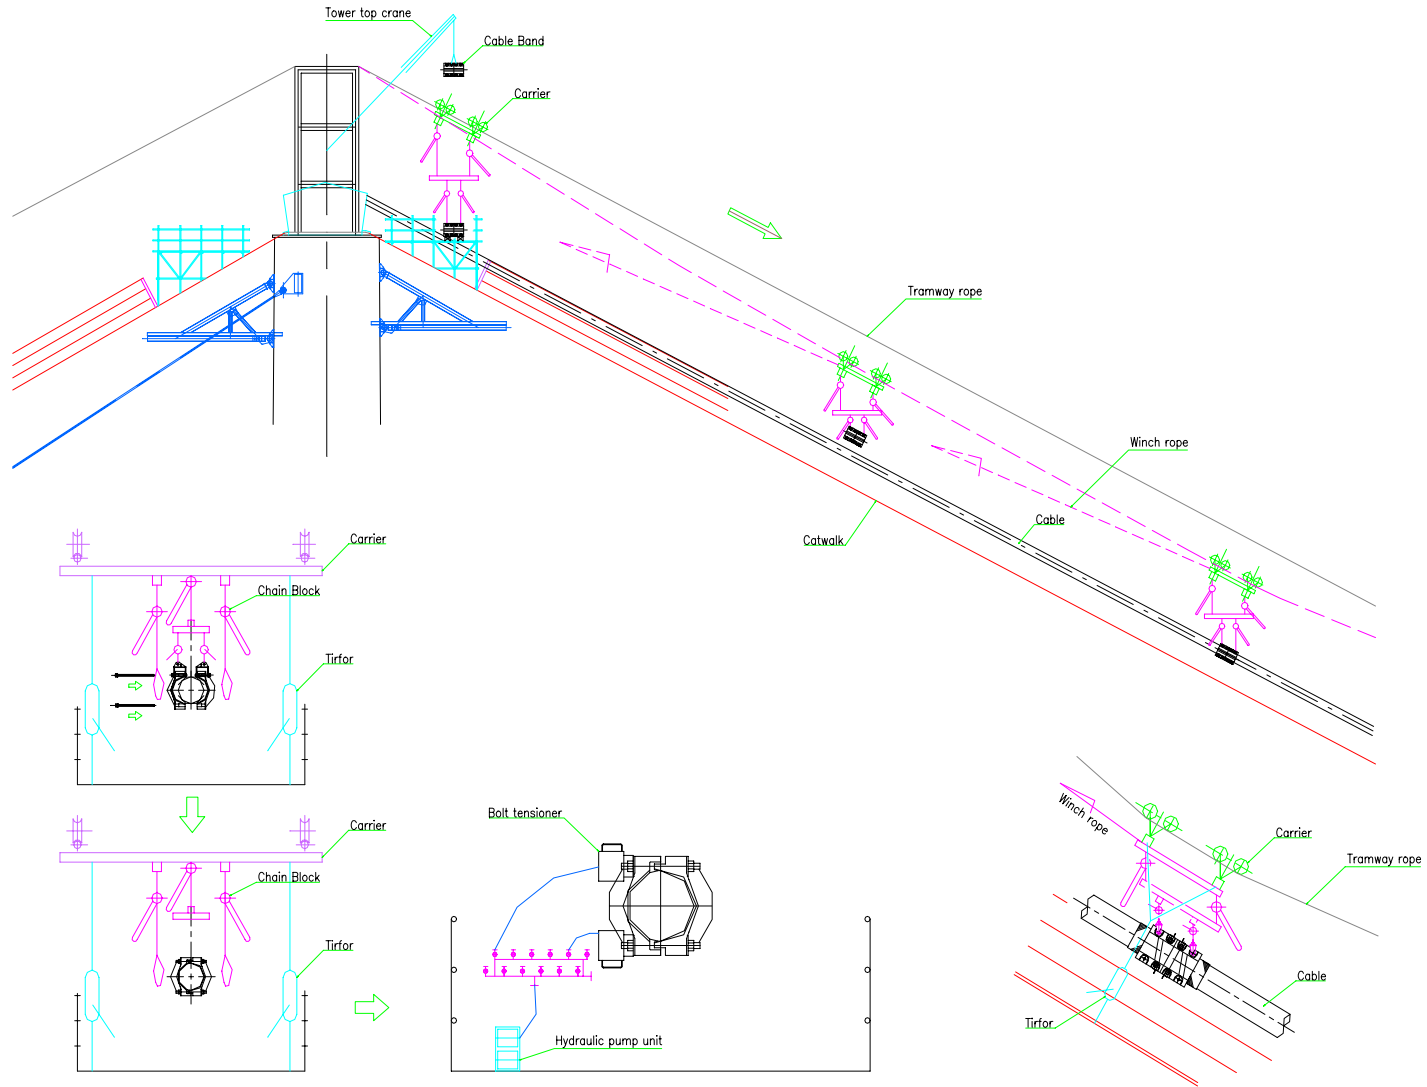 Tower top crane
Cable Band
Carrier
Tramway rope
Winch rope
Cable
Catwalk
Carrier
Chain Block
Tirfor
Carrier
Chain Block
Tirfor
Bolt tensioner
Hydraulic pump unit
Winch rope
Carrier
Tramway rope
Cable
Tirfor